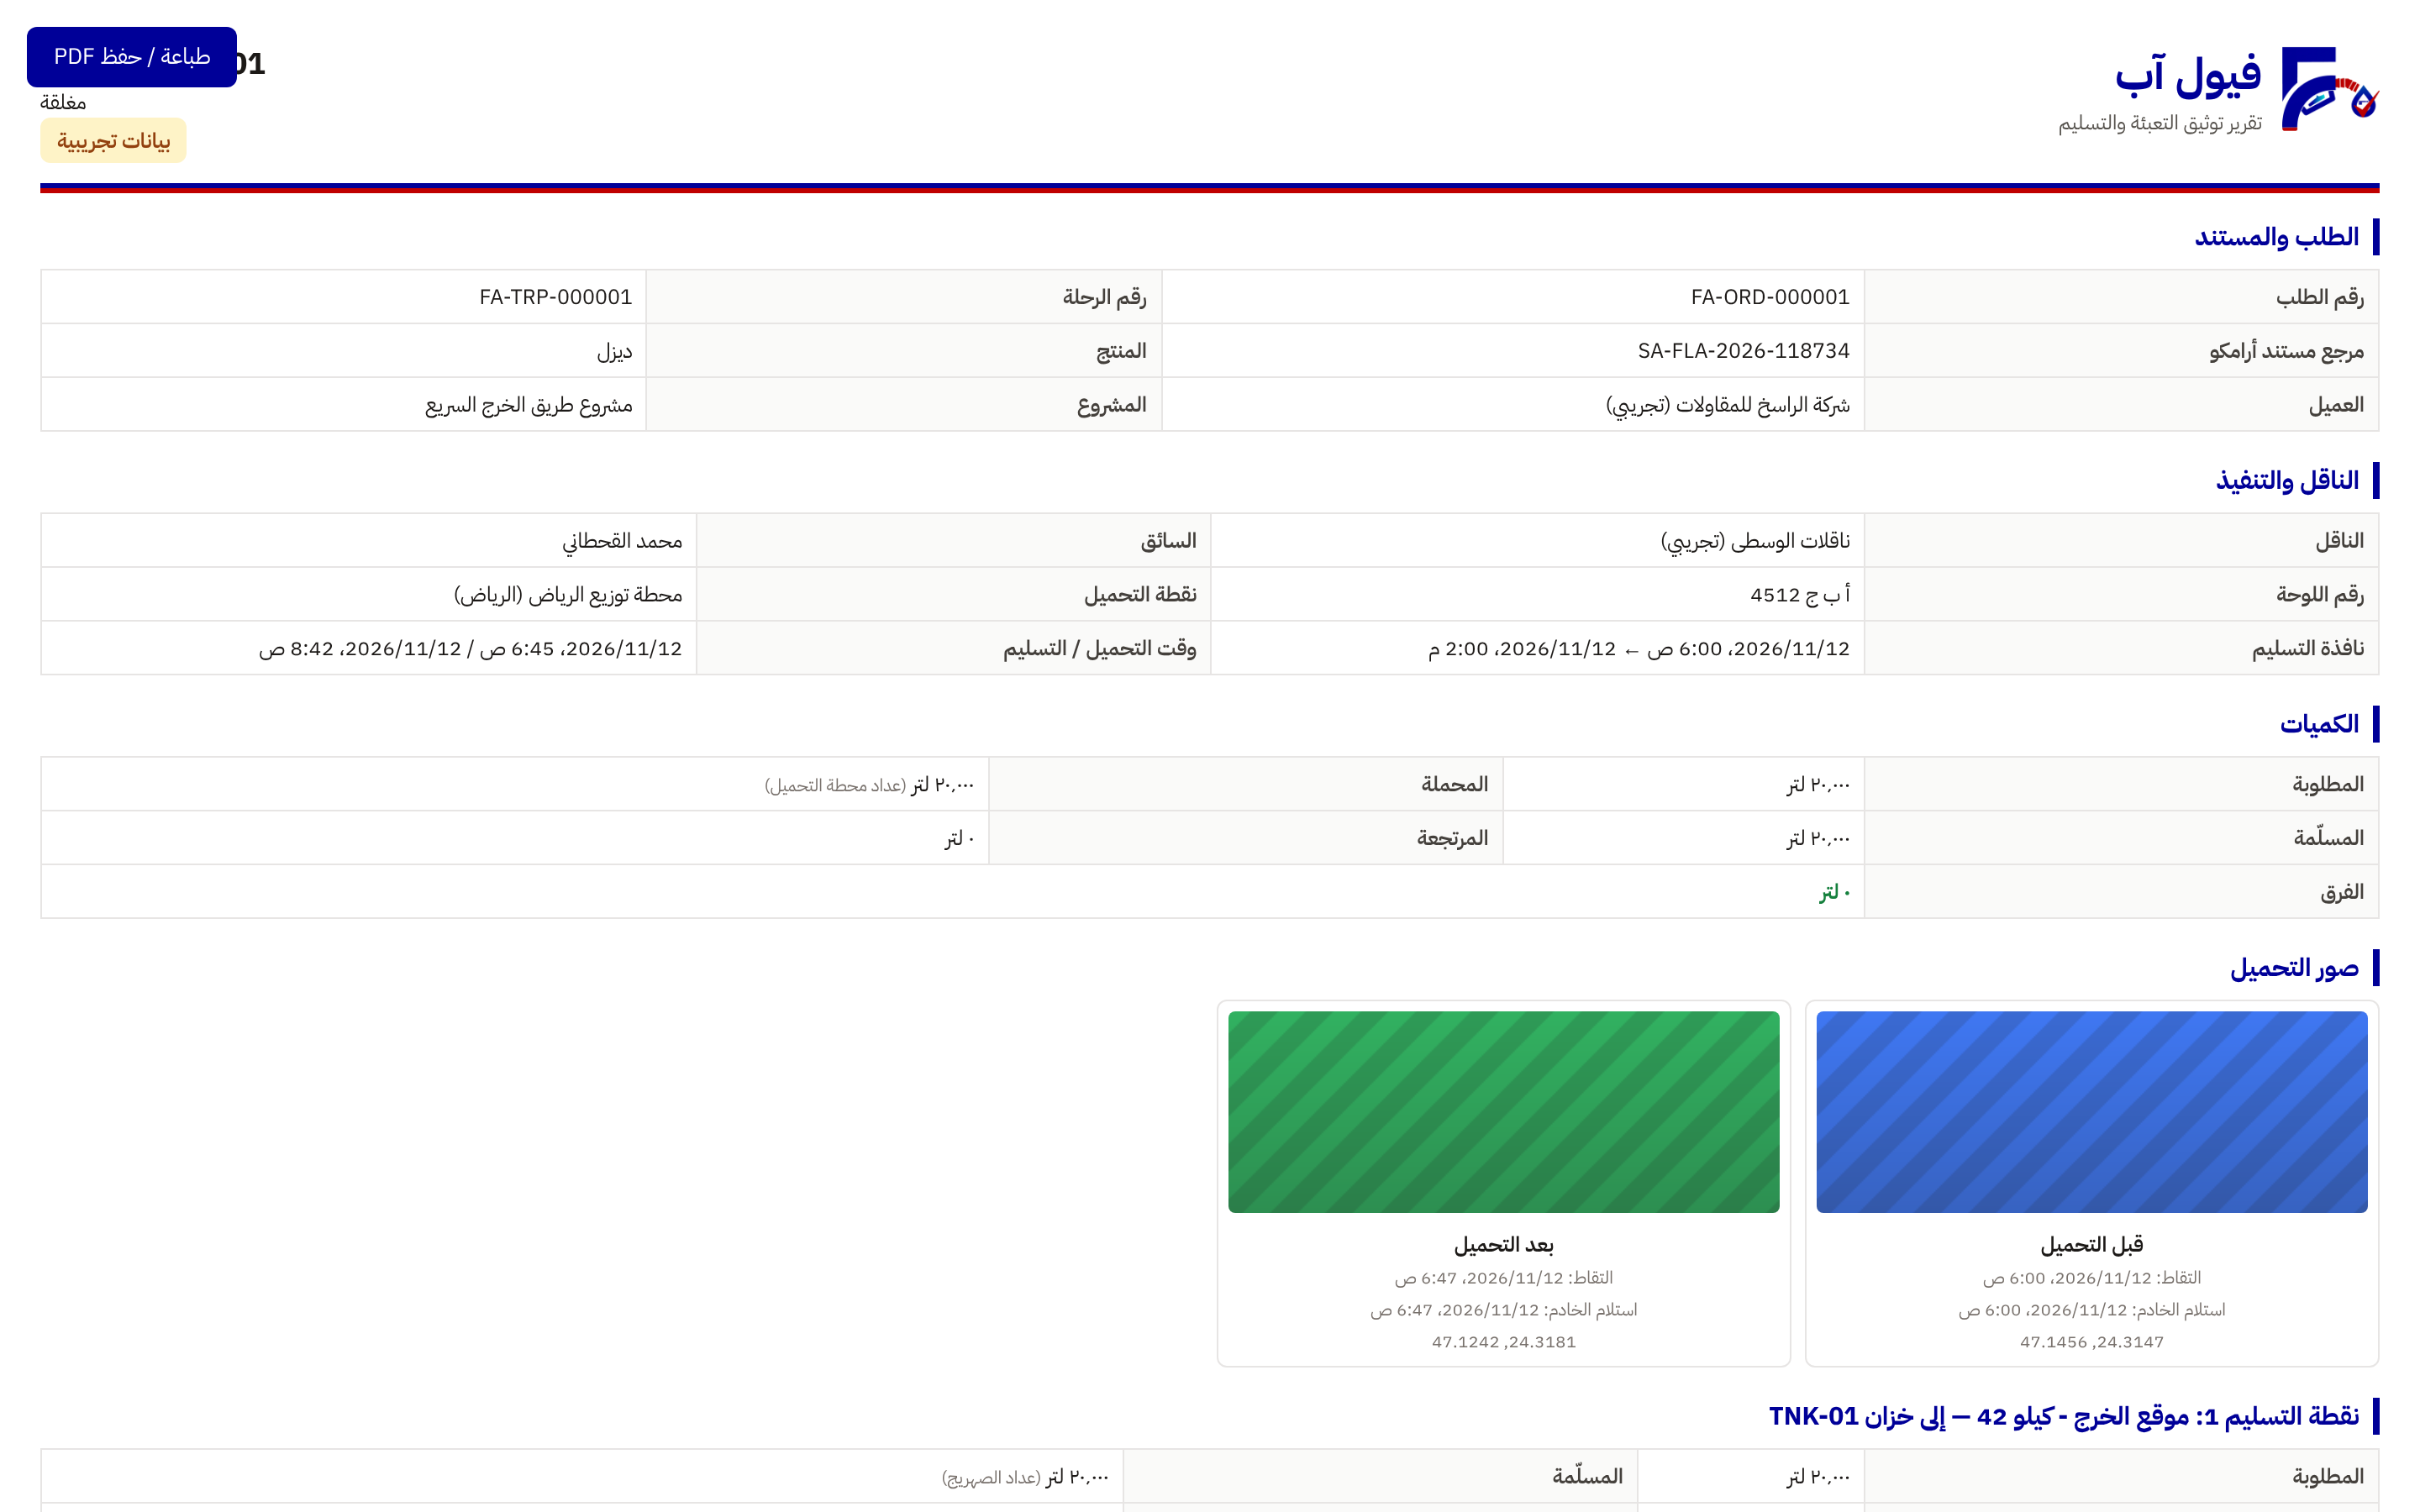 فيول آب
تقرير توثيق التعبئة والتسليم
طباعة / حفظ PDF
01
مغلقة
بيانات تجريبية
الطلب والمستند
رقم الطلب FA-ORD-000001 رقم الرحلة FA-TRP-000001
مرجع مستند أرامكو SA-FLA-2026-118734 المنتج ديزل
العميل شركة الراسخ للمقاولات (تجريبي) المشروع مشروع طريق الخرج السريع
الناقل والتنفيذ
الناقل ناقلات الوسطى (تجريبي) السائق محمد القحطاني
رقم اللوحة أ ب ج 4512 نقطة التحميل محطة توزيع الرياض (الرياض)
نافذة التسليم 2026/11/12، 6:00 ص ← 2026/11/12، 2:00 م وقت التحميل / التسليم 2026/11/12، 6:45 ص / 2026/11/12، 8:42 ص
الكميات
المطلوبة ٢٠٬٠٠٠ لتر المحملة ٢٠٬٠٠٠ لتر (عداد محطة التحميل)
المسلّمة ٢٠٬٠٠٠ لتر المرتجعة ٠ لتر
الفرق ٠ لتر
صور التحميل
قبل التحميل
التقاط: 2026/11/12، 6:00 ص
استلام الخادم: 2026/11/12، 6:00 ص
24.3147, 47.1456
بعد التحميل
التقاط: 2026/11/12، 6:47 ص
استلام الخادم: 2026/11/12، 6:47 ص
24.3181, 47.1242
نقطة التسليم 1: موقع الخرج - كيلو 42 — إلى خزان TNK-01
المطلوبة ٢٠٬٠٠٠ لتر المسلّمة ٢٠٬٠٠٠ لتر (عداد الصهريج)